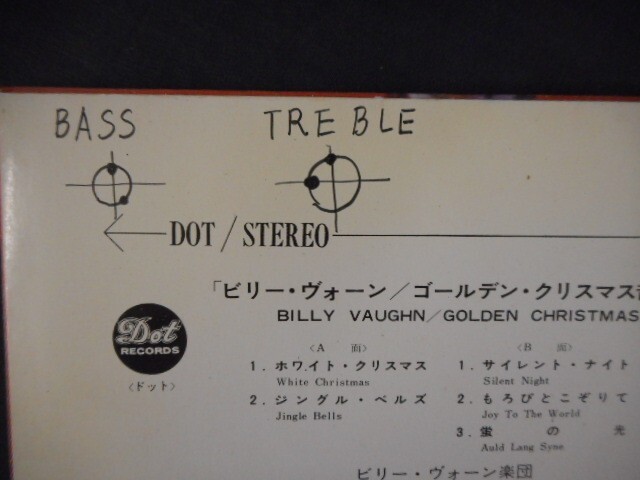 BASS TREBLE
DOT / STEREO
「ビリー・ヴォーン／ゴールデン・クリスマス
BILLY VAUGHN/GOLDEN CHRISTMAS
Dot
RECORDS
〈ドット〉
〈A 面〉
1. ホワイト・クリスマス
White Christmas
2. ジングル・ベルズ
Jingle Bells
〈B 面〉
1. サイレント・ナイト
Silent Night
2. もろびとこぞりて
Joy To The World
3. 蛍の光
Auld Lang Syne
ビリー・ヴォーン楽団